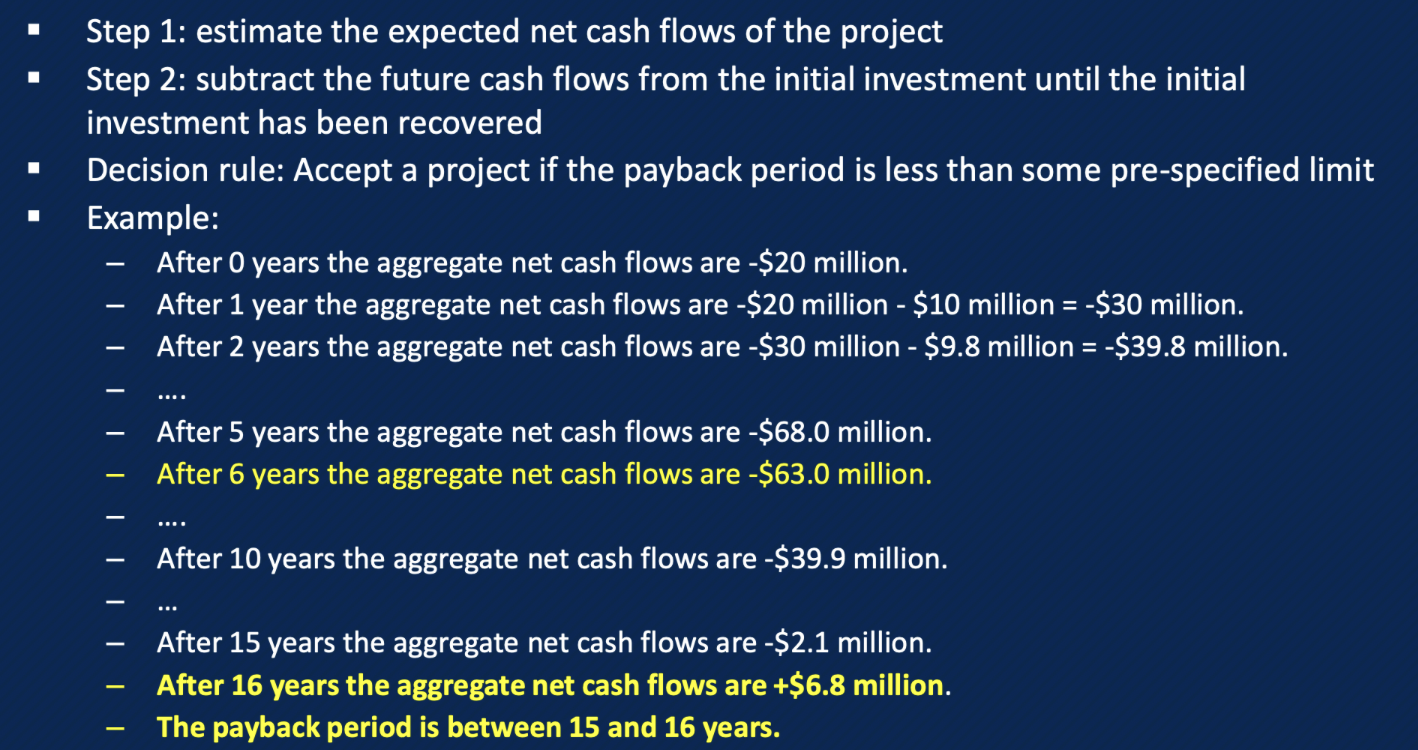 ▪ Step 1: estimate the expected net cash flows of the project
▪ Step 2: subtract the future cash flows from the initial investment until the initial
investment has been recovered
▪ Decision rule: Accept a project if the payback period is less than some pre-specified limit
▪ Example:
– After 0 years the aggregate net cash flows are -$20 million.
– After 1 year the aggregate net cash flows are -$20 million - $10 million = -$30 million.
– After 2 years the aggregate net cash flows are -$30 million - $9.8 million = -$39.8 million.
– ....
– After 5 years the aggregate net cash flows are -$68.0 million.
– After 6 years the aggregate net cash flows are -$63.0 million.
– ....
– After 10 years the aggregate net cash flows are -$39.9 million.
– ...
– After 15 years the aggregate net cash flows are -$2.1 million.
– After 16 years the aggregate net cash flows are +$6.8 million.
– The payback period is between 15 and 16 years.